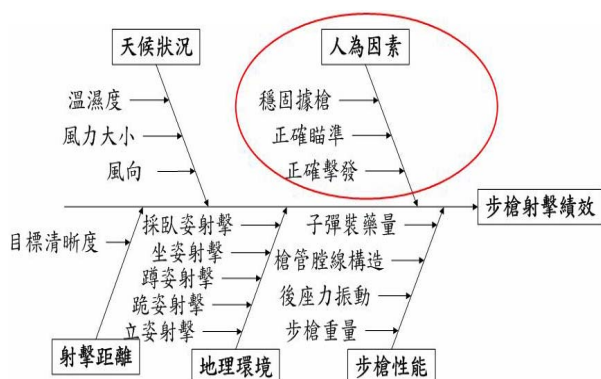 天候狀況
溫濕度
風力大小
風向
人為因素
穩固據槍
正確瞄準
正確擊發
步槍射擊績效
目標清晰度
射擊距離
採臥姿射擊
坐姿射擊
蹲姿射擊
跪姿射擊
立姿射擊
地理環境
子彈裝藥量
槍管膛線構造
後座力振動
步槍重量
步槍性能